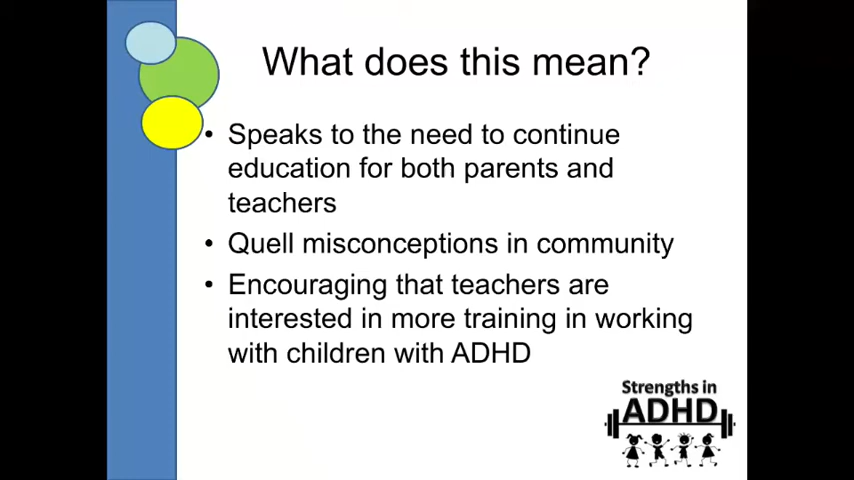 What does this mean?
• Speaks to the need to continue
education for both parents and
teachers
• Quell misconceptions in community
• Encouraging that teachers are
interested in more training in working
with children with ADHD
Strengths in
ADHD